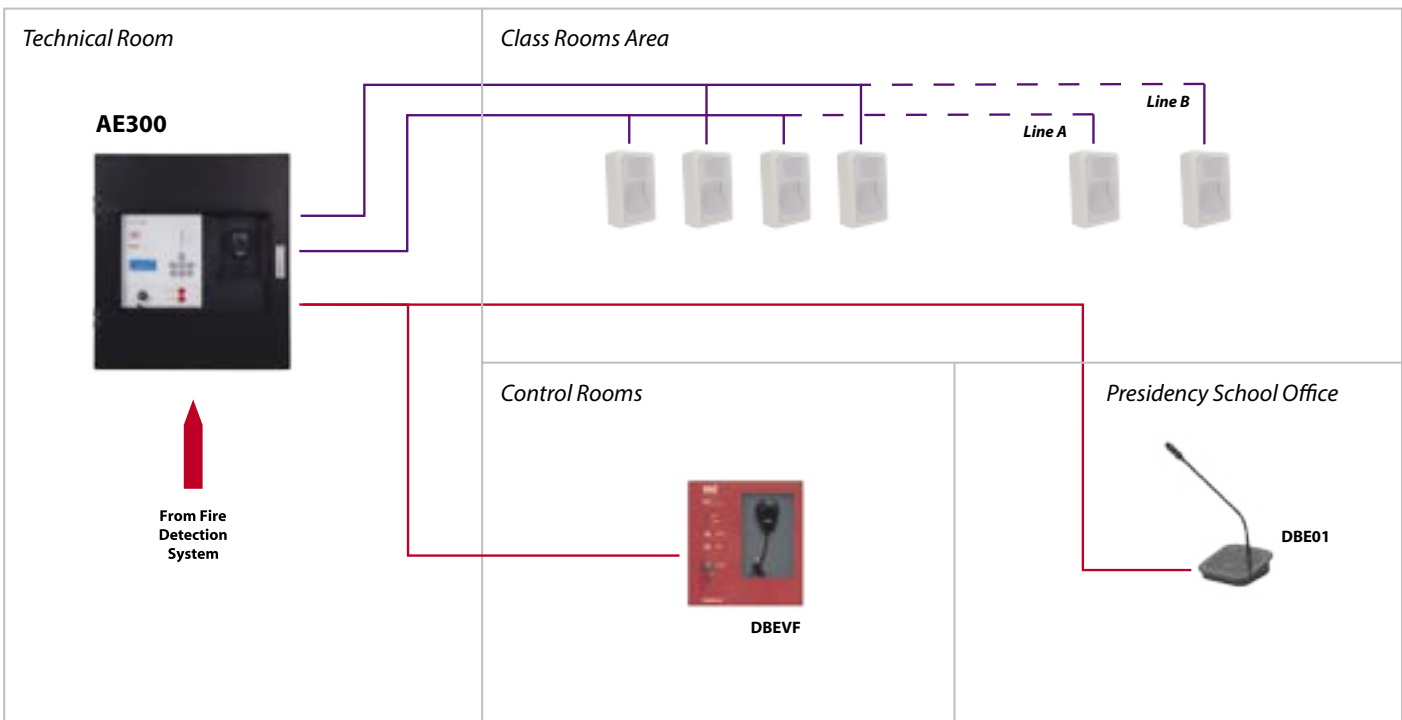 Technical Room
Class Rooms Area
AE300
Line B
Line A
Control Rooms
Presidency School Office
From Fire
Detection
System
DBE01
DBEVF